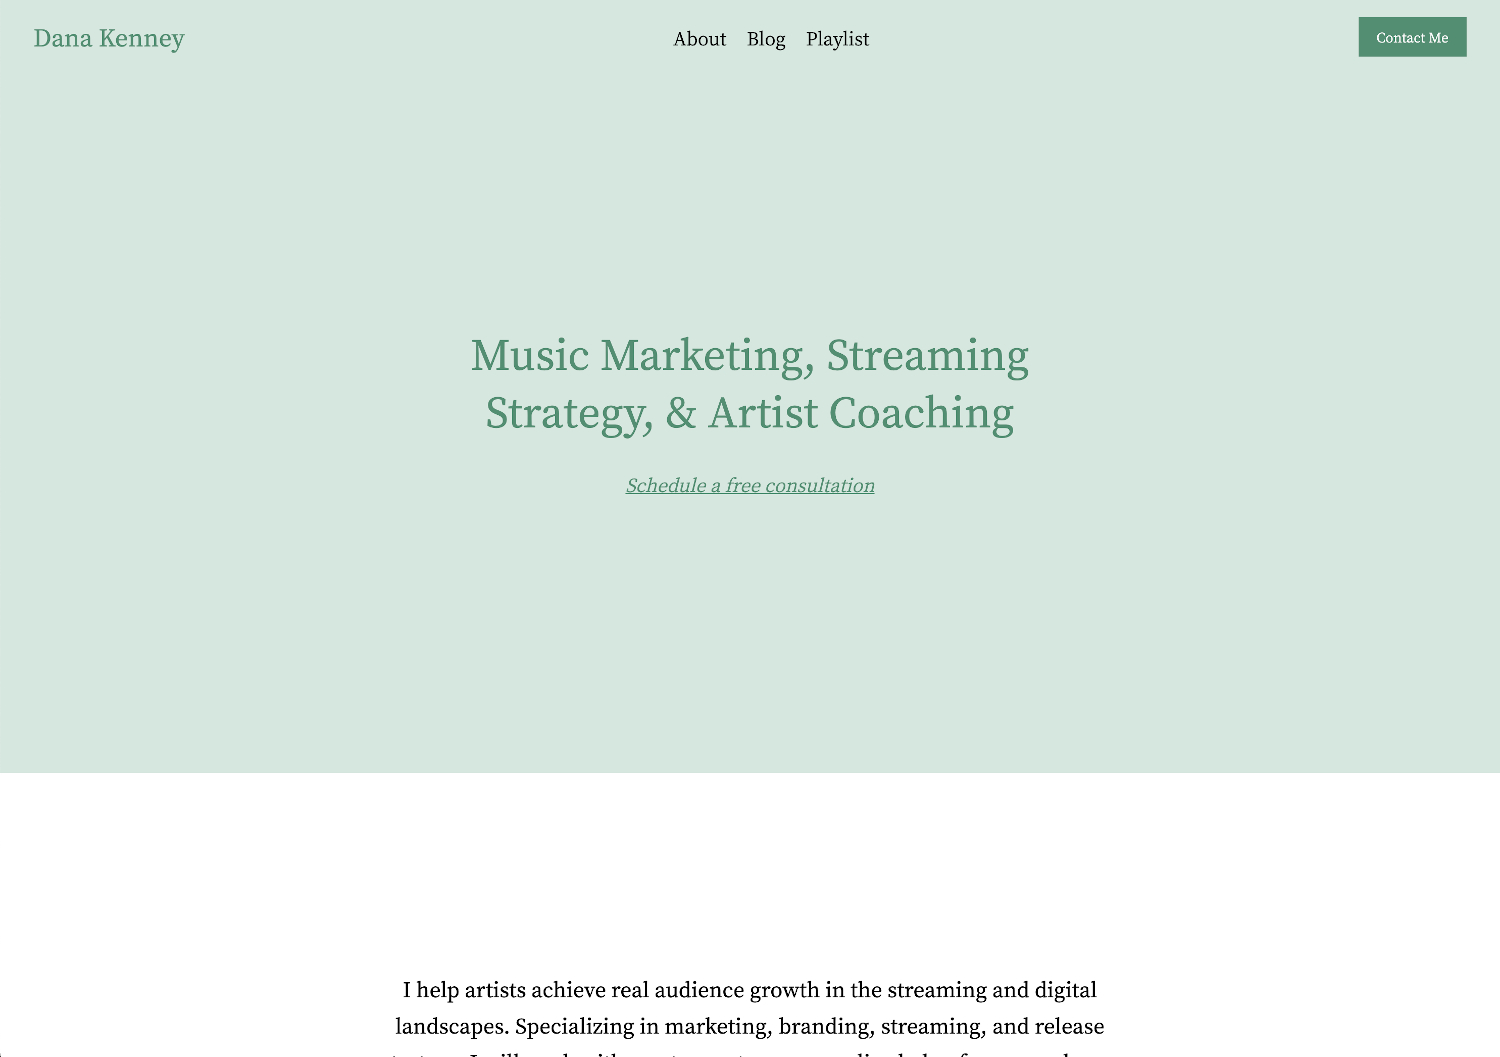 Dana Kenney
About Blog Playlist
Contact Me
Music Marketing, Streaming
Strategy, & Artist Coaching
Schedule a free consultation
I help artists achieve real audience growth in the streaming and digital
landscapes. Specializing in marketing, branding, streaming, and release